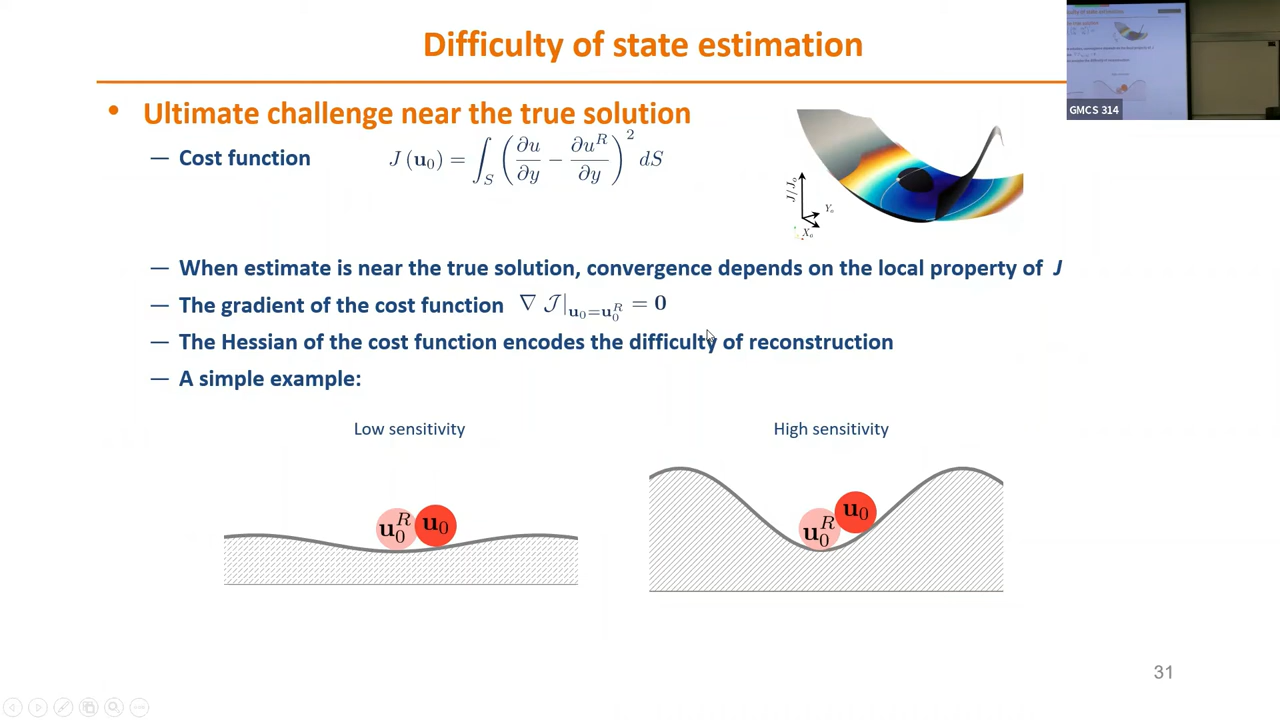 Difficulty of state estimation
• Ultimate challenge near the true solution
— Cost function J (u₀) = ∫_S (∂u/∂y − ∂u^R/∂y)² dS
J/J₀
Y₀
X₀
— When estimate is near the true solution, convergence depends on the local property of J
— The gradient of the cost function ∇ 𝒥|_{u₀=u₀^R} = 0
— The Hessian of the cost function encodes the difficulty of reconstruction
— A simple example:
Low sensitivity
High sensitivity
u₀^R u₀
u₀^R u₀
31
GMCS 314